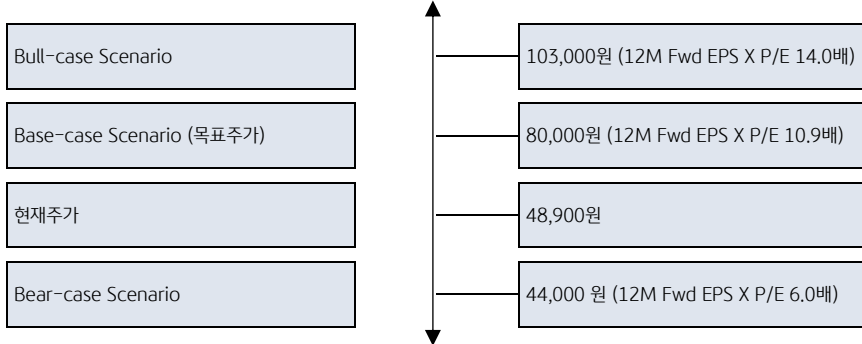 Bull-case Scenario
103,000원 (12M Fwd EPS X P/E 14.0배)
Base-case Scenario (목표주가)
80,000원 (12M Fwd EPS X P/E 10.9배)
현재주가
48,900원
Bear-case Scenario
44,000 원 (12M Fwd EPS X P/E 6.0배)